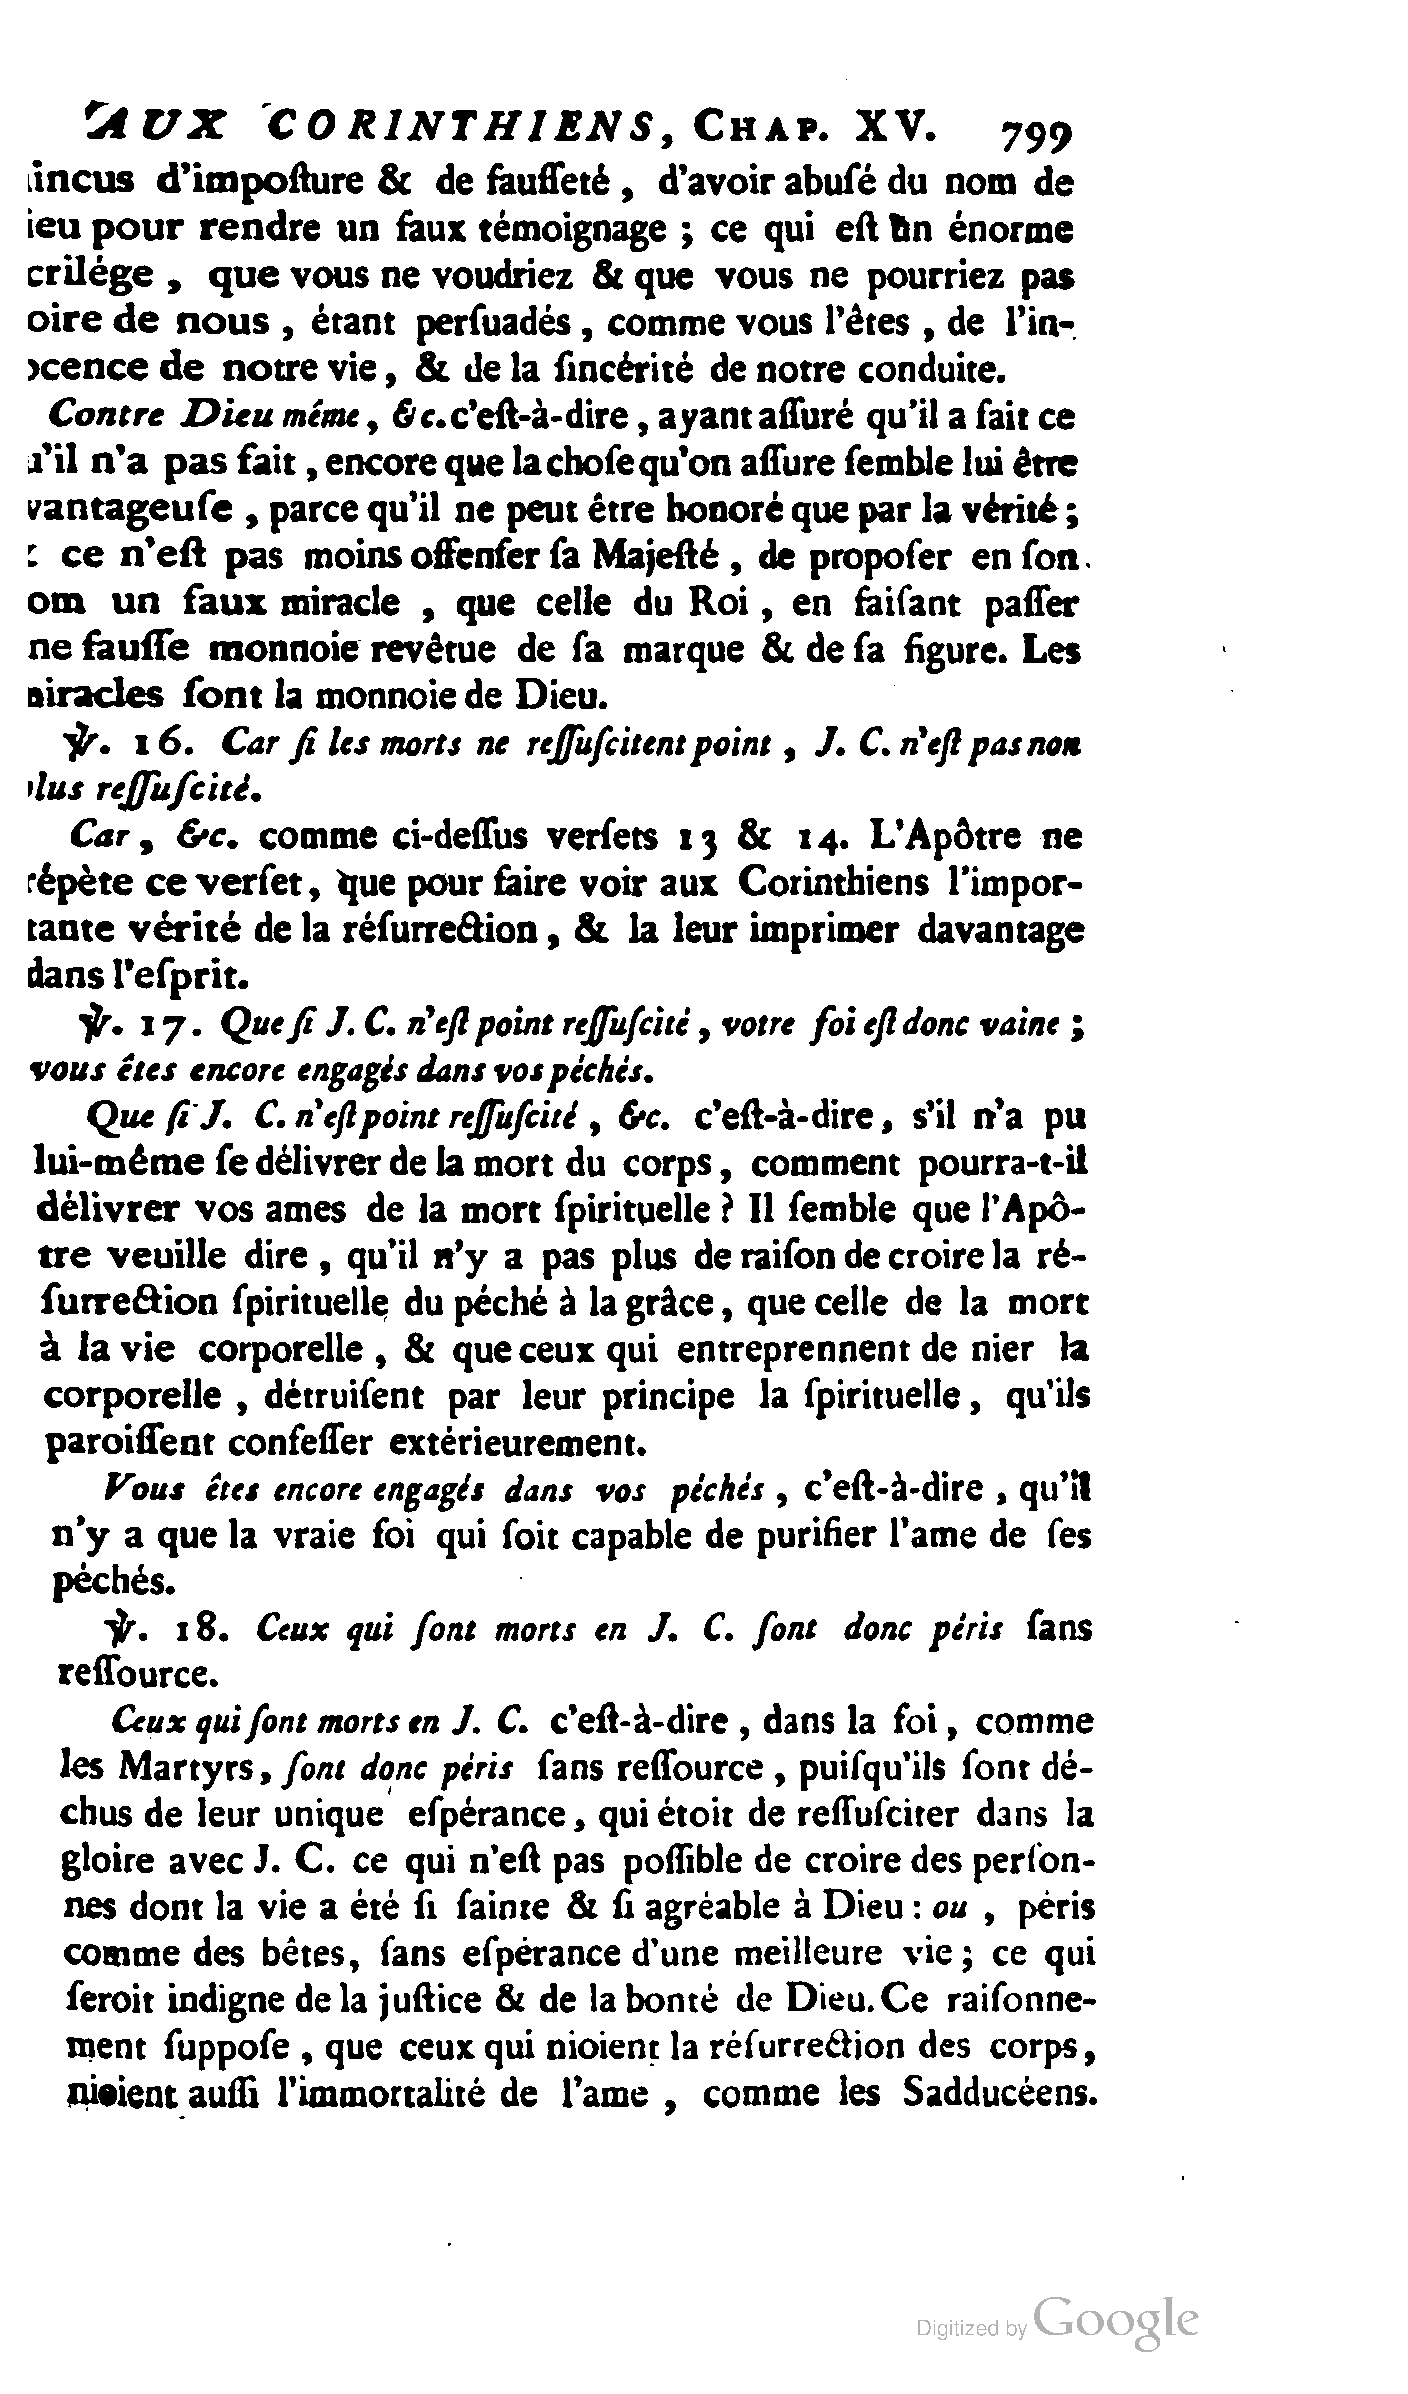 AUX CORINTHIENS, CHAP. XV. 799
incus d'impoſture & de fauſſeté, d'avoir abuſé du nom de
ieu pour rendre un faux témoignage ; ce qui eſt un énorme
crilége, que vous ne voudriez & que vous ne pourriez pas
oire de nous, étant perſuadés, comme vous l'êtes, de l'in-
ocence de notre vie, & de la ſincérité de notre conduite.
Contre Dieu même, &c. c'eſt-à-dire, ayant aſſuré qu'il a fait ce
u'il n'a pas fait, encore que la choſe qu'on aſſure ſemble lui être
vantageuſe, parce qu'il ne peut être honoré que par la vérité ;
ce n'eſt pas moins offenſer ſa Majeſté, de propoſer en ſon
om un faux miracle, que celle du Roi, en faiſant paſſer
ne fauſſe monnoie revêtue de ſa marque & de ſa figure. Les
miracles ſont la monnoie de Dieu.
℣. 16. Car ſi les morts ne reſſuſcitent point, J. C. n'eſt pas non
plus reſſuſcité.
Car, &c. comme ci-deſſus verſets 13 & 14. L'Apôtre ne
répète ce verſet, que pour faire voir aux Corinthiens l'impor-
tante vérité de la réſurrection, & la leur imprimer davantage
dans l'eſprit.
℣. 17. Que ſi J. C. n'eſt point reſſuſcité, votre foi eſt donc vaine ;
vous êtes encore engagés dans vos péchés.
Que ſi J. C. n'eſt point reſſuſcité, &c. c'eſt-à-dire, s'il n'a pu
lui-même ſe délivrer de la mort du corps, comment pourra-t-il
délivrer vos ames de la mort ſpirituelle ? Il ſemble que l'Apô-
tre veuille dire, qu'il n'y a pas plus de raiſon de croire la ré-
ſurrection ſpirituelle du péché à la grâce, que celle de la mort
à la vie corporelle, & que ceux qui entreprennent de nier la
corporelle, détruiſent par leur principe la ſpirituelle, qu'ils
paroiſſent confeſſer extérieurement.
Vous êtes encore engagés dans vos péchés, c'eſt-à-dire, qu'il
n'y a que la vraie foi qui ſoit capable de purifier l'ame de ſes
péchés.
℣. 18. Ceux qui ſont morts en J. C. ſont donc péris ſans
reſſource.
Ceux qui ſont morts en J. C. c'eſt-à-dire, dans la foi, comme
les Martyrs, ſont donc péris ſans reſſource, puiſqu'ils ſont dé-
chus de leur unique eſpérance, qui étoit de reſſuſciter dans la
gloire avec J. C. ce qui n'eſt pas poſſible de croire des perſon-
nes dont la vie a été ſi ſainte & ſi agréable à Dieu : ou, péris
comme des bêtes, ſans eſpérance d'une meilleure vie ; ce qui
ſeroit indigne de la juſtice & de la bonté de Dieu. Ce raiſonne-
ment ſuppoſe, que ceux qui nioient la réſurrection des corps,
nioient auſſi l'immortalité de l'ame, comme les Sadducéens.
Digitized by Google